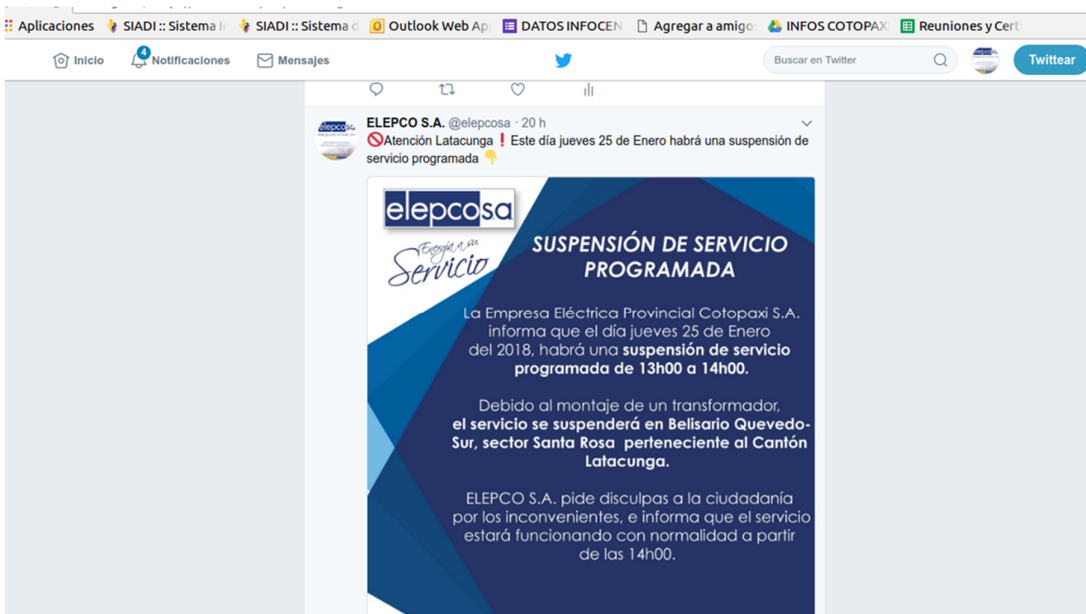 Aplicaciones SIADI :: Sistema I SIADI :: Sistema d Outlook Web Ap DATOS INFOCEN Agregar a amigo INFOS COTOPAX Reuniones y Cert
Inicio 4 Notificaciones Mensajes Buscar en Twitter Twittear
ELEPCO S.A. @elepcosa · 20 h
🚫Atención Latacunga❗ Este día jueves 25 de Enero habrá una suspensión de
servicio programada 👇
elepcosa
Energía a su
Servicio
SUSPENSIÓN DE SERVICIO
PROGRAMADA
La Empresa Eléctrica Provincial Cotopaxi S.A.
informa que el día jueves 25 de Enero
del 2018, habrá una suspensión de servicio
programada de 13h00 a 14h00.
Debido al montaje de un transformador,
el servicio se suspenderá en Belisario Quevedo-
Sur, sector Santa Rosa perteneciente al Cantón
Latacunga.
ELEPCO S.A. pide disculpas a la ciudadanía
por los inconvenientes, e informa que el servicio
estará funcionando con normalidad a partir
de las 14h00.